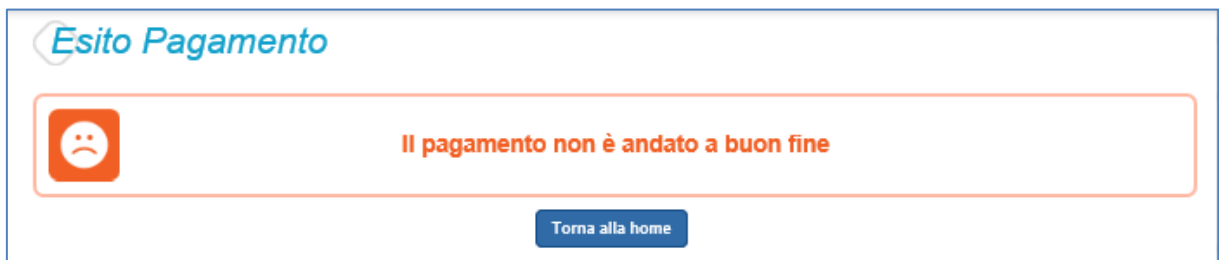 Esito Pagamento
Il pagamento non è andato a buon fine
Torna alla home